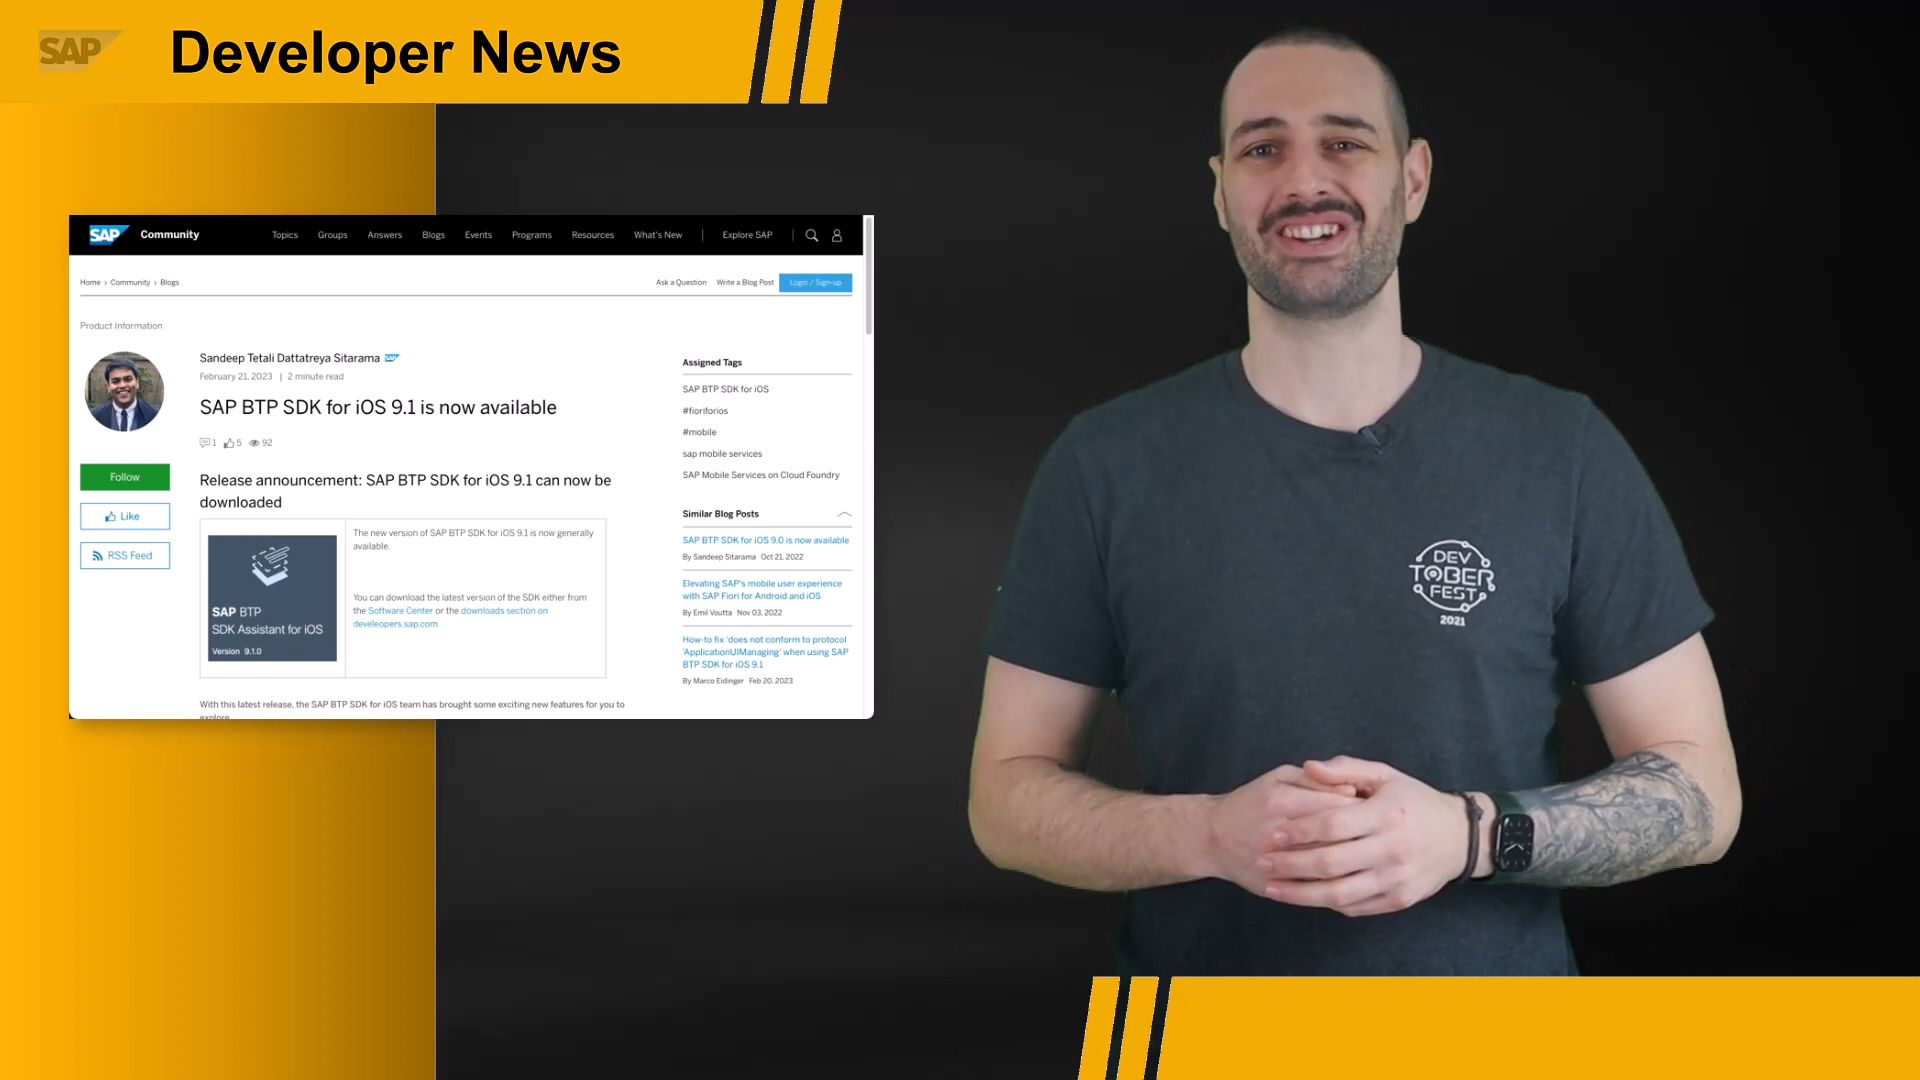 SAP
Developer News
SAP Community Topics Groups Answers Blogs Events Programs Resources What's New | Explore SAP |
Home › Community › Blogs
Ask a Question Write a Blog Post Login / Sign-up
Product Information
Sandeep Tetali Dattatreya Sitarama SAP
February 21, 2023 | 2 minute read
SAP BTP SDK for iOS 9.1 is now available
1 5 92
Follow
Like
RSS Feed
Release announcement: SAP BTP SDK for iOS 9.1 can now be
downloaded
SAP BTP
SDK Assistant for iOS
Version 9.1.0
The new version of SAP BTP SDK for iOS 9.1 is now generally
available.
You can download the latest version of the SDK either from
the Software Center or the downloads section on
develeopers.sap.com
With this latest release, the SAP BTP SDK for iOS team has brought some exciting new features for you to
explore
Assigned Tags
SAP BTP SDK for iOS
#fioriforios
#mobile
sap mobile services
SAP Mobile Services on Cloud Foundry
Similar Blog Posts
SAP BTP SDK for iOS 9.0 is now available
By Sandeep Sitarama Oct 21, 2022
Elevating SAP's mobile user experience
with SAP Fiori for Android and iOS
By Emil Voutta Nov 03, 2022
How-to fix 'does not conform to protocol
'ApplicationUIManaging' when using SAP
BTP SDK for iOS 9.1
By Marco Eidinger Feb 20, 2023
DEV
TOBER
FEST
2021